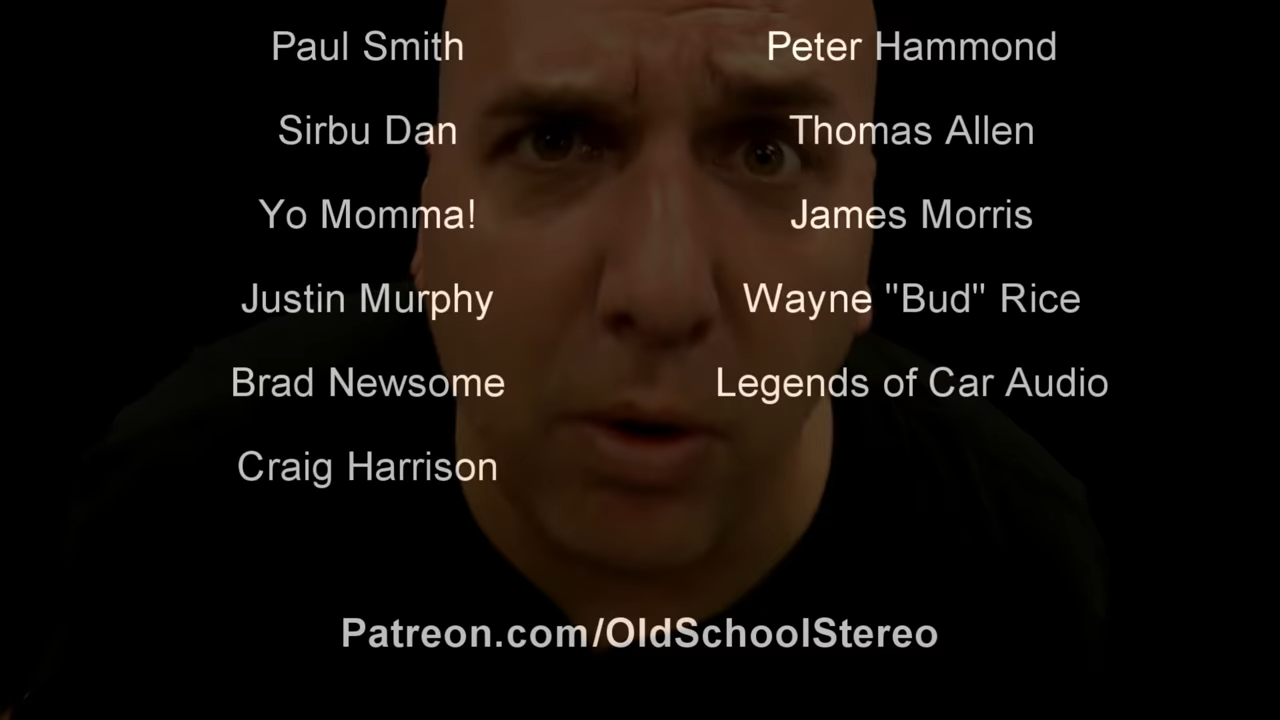 Paul Smith
Peter Hammond
Sirbu Dan
Thomas Allen
Yo Momma!
James Morris
Justin Murphy
Wayne "Bud" Rice
Brad Newsome
Legends of Car Audio
Craig Harrison
Patreon.com/OldSchoolStereo